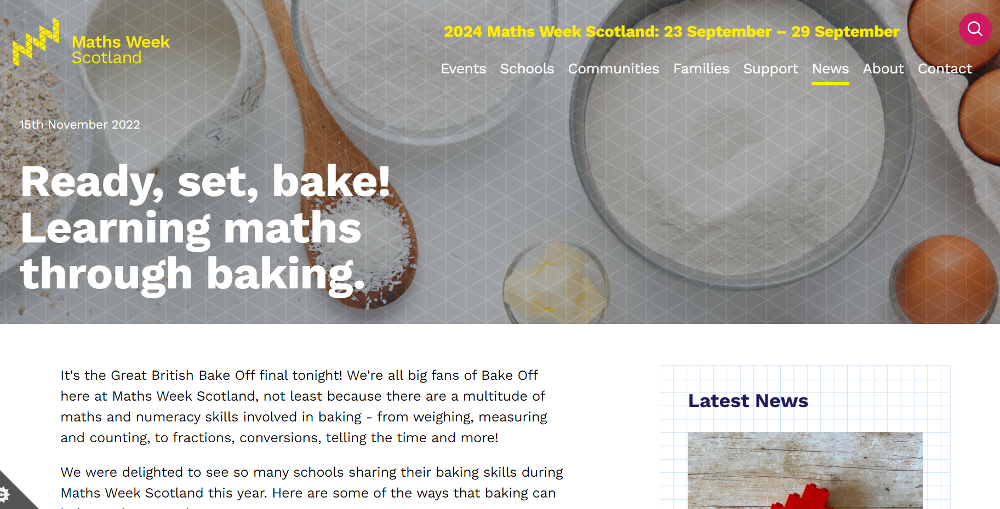 Maths Week
Scotland
2024 Maths Week Scotland: 23 September – 29 September
Events Schools Communities Families Support News About Contact
15th November 2022
Ready, set, bake!
Learning maths
through baking.
It's the Great British Bake Off final tonight! We're all big fans of Bake Off
here at Maths Week Scotland, not least because there are a multitude of
maths and numeracy skills involved in baking - from weighing, measuring
and counting, to fractions, conversions, telling the time and more!
We were delighted to see so many schools sharing their baking skills during
Maths Week Scotland this year. Here are some of the ways that baking can
Latest News